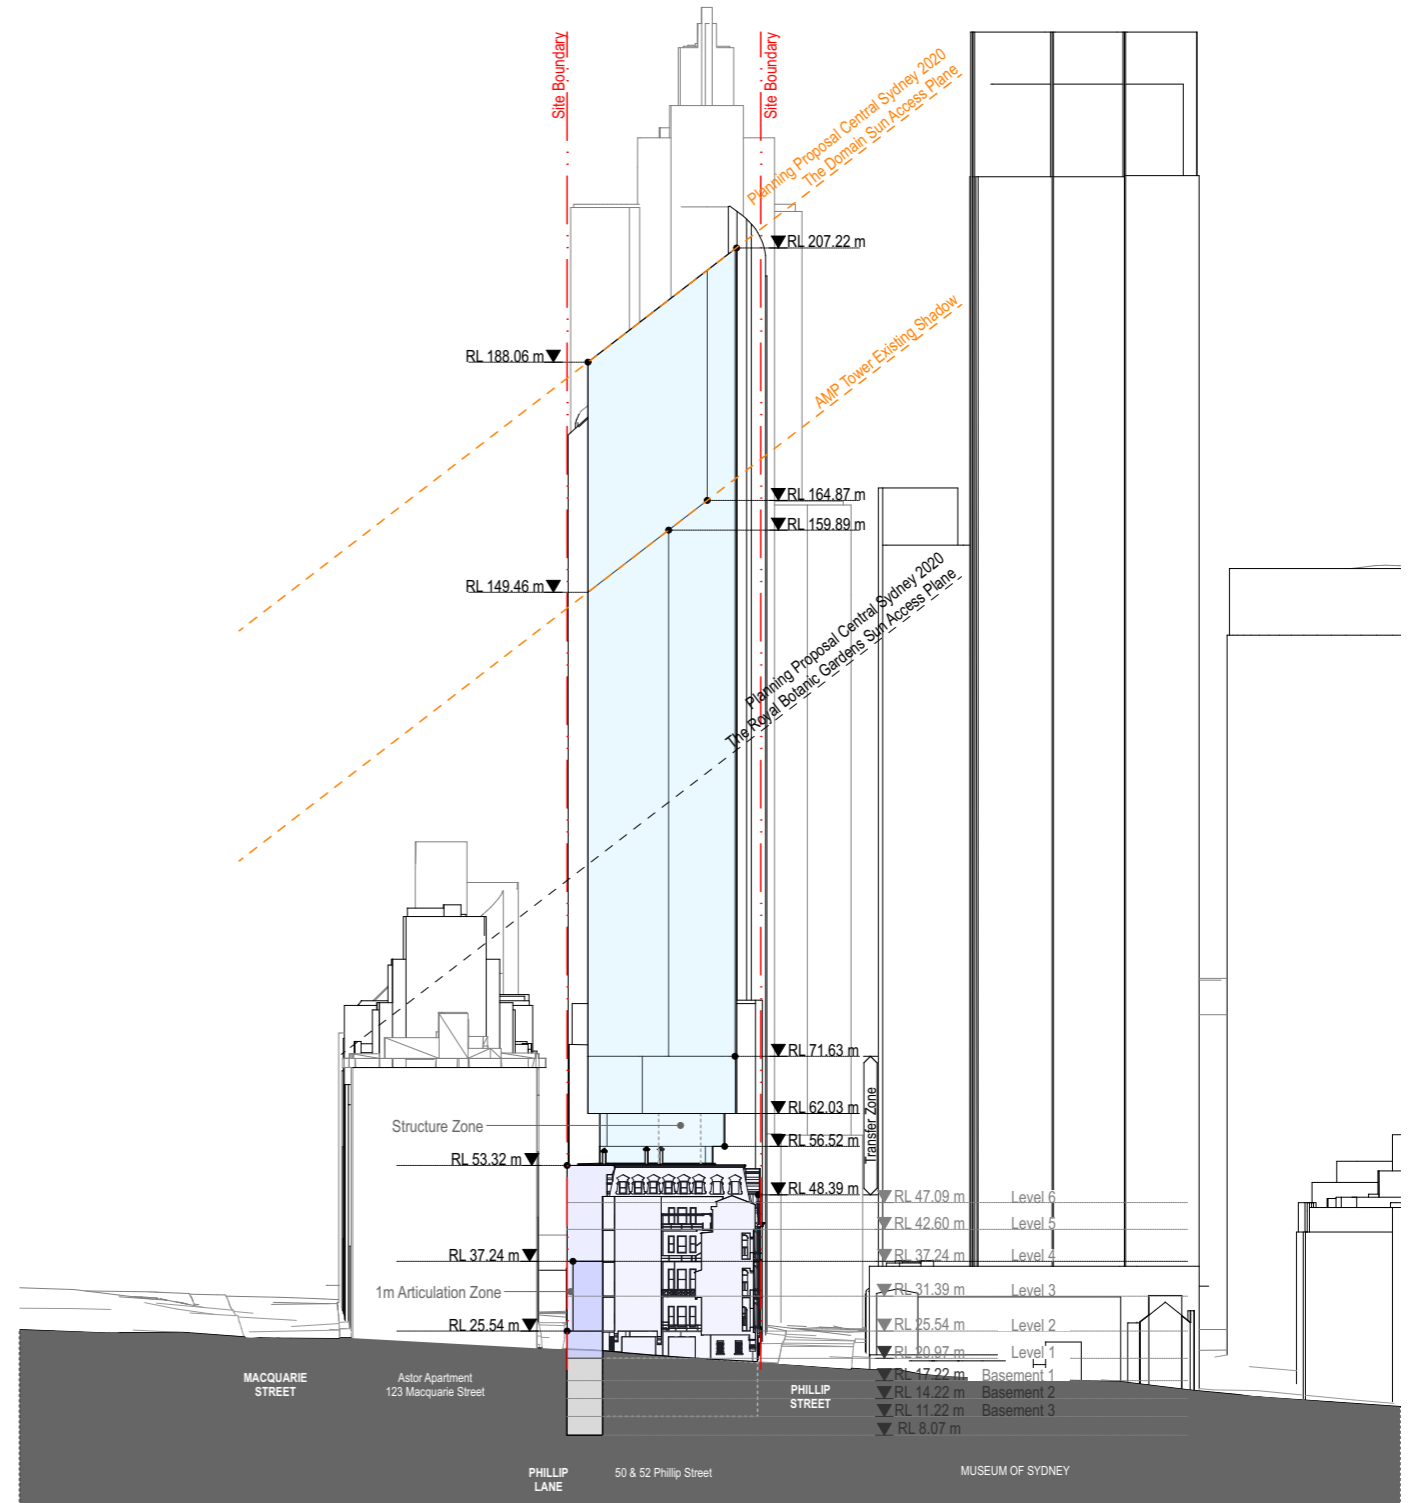 Site Boundary
Site Boundary
Planning Proposal Central Sydney 2020
The Domain Sun Access Plane
RL 207.22 m
AMP Tower Existing Shadow
RL 188.06 m
RL 164.87 m
RL 159.89 m
Planning Proposal Central Sydney 2020
The Royal Botanic Gardens Sun Access Plane
RL 149.46 m
RL 71.63 m
RL 62.03 m
Transfer Zone
Structure Zone
RL 56.52 m
RL 53.32 m
RL 48.39 m
RL 47.09 m Level 6
RL 42.60 m Level 5
RL 37.24 m
RL 37.24 m Level 4
1m Articulation Zone
RL 31.39 m Level 3
RL 25.54 m
RL 25.54 m Level 2
RL 20.97 m Level 1
RL 17.22 m Basement 1
RL 14.22 m Basement 2
RL 11.22 m Basement 3
RL 8.07 m
MACQUARIE
STREET
Astor Apartment
123 Macquarie Street
PHILLIP
STREET
PHILLIP
LANE
50 & 52 Phillip Street
MUSEUM OF SYDNEY